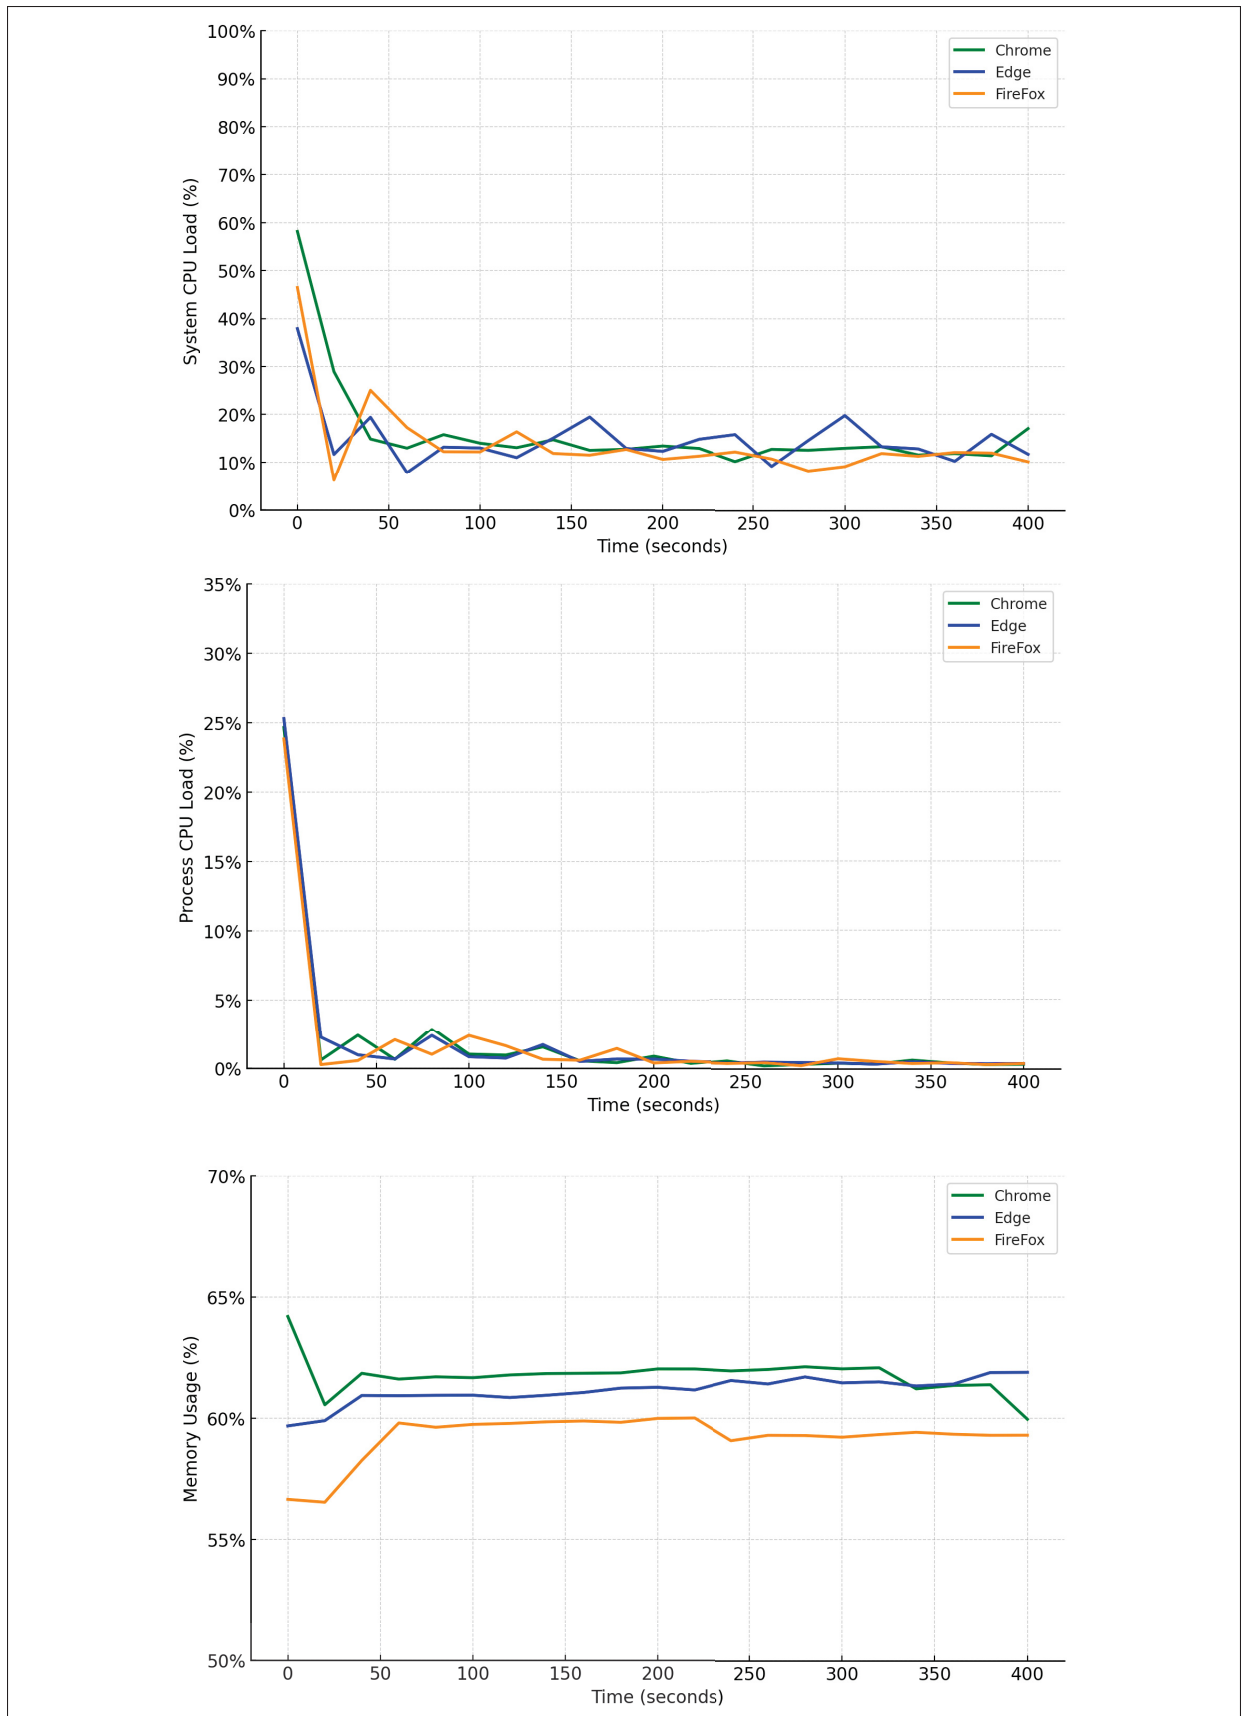 100%
90%
80%
70%
60%
50%
40%
30%
20%
10%
0%
System CPU Load (%)
Chrome
Edge
FireFox
0 50 100 150 200 250 300 350 400
Time (seconds)
35%
30%
25%
20%
15%
10%
5%
0%
Process CPU Load (%)
Chrome
Edge
FireFox
0 50 100 150 200 250 300 350 400
Time (seconds)
70%
65%
60%
55%
50%
Memory Usage (%)
Chrome
Edge
FireFox
0 50 100 150 200 250 300 350 400
Time (seconds)